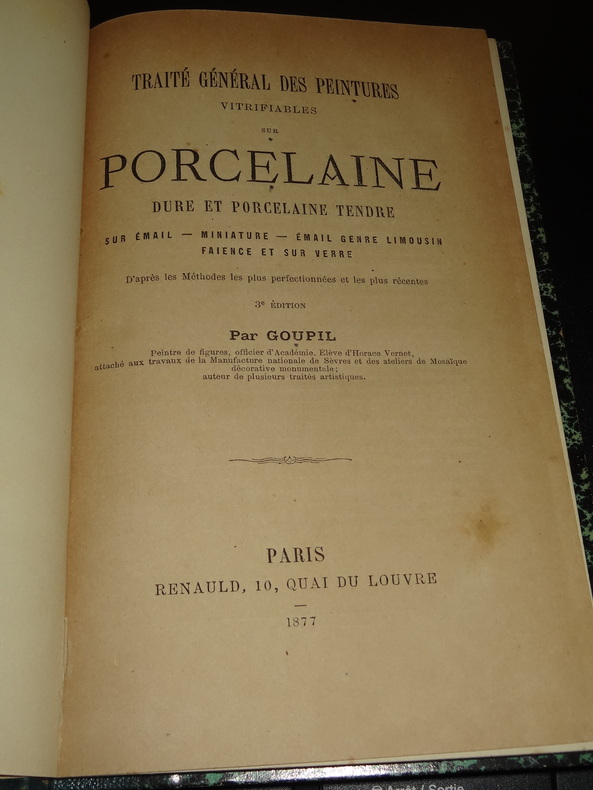 TRAITÉ GÉNÉRAL DES PEINTURES
VITRIFIABLES
SUR
PORCELAINE
DURE ET PORCELAINE TENDRE
SUR ÉMAIL — MINIATURE — ÉMAIL GENRE LIMOUSIN
FAIENCE ET SUR VERRE
D'après les Méthodes les plus perfectionnées et les plus récentes
3e ÉDITION
Par GOUPIL
Peintre de figures, officier d'Académie. Elève d'Horace Vernet,
attaché aux travaux de la Manufacture nationale de Sèvres et des ateliers de Mosaïque
décorative monumentale;
auteur de plusieurs traités artistiques.
PARIS
RENAULD, 10, QUAI DU LOUVRE
1877
Arrêt / Sortie